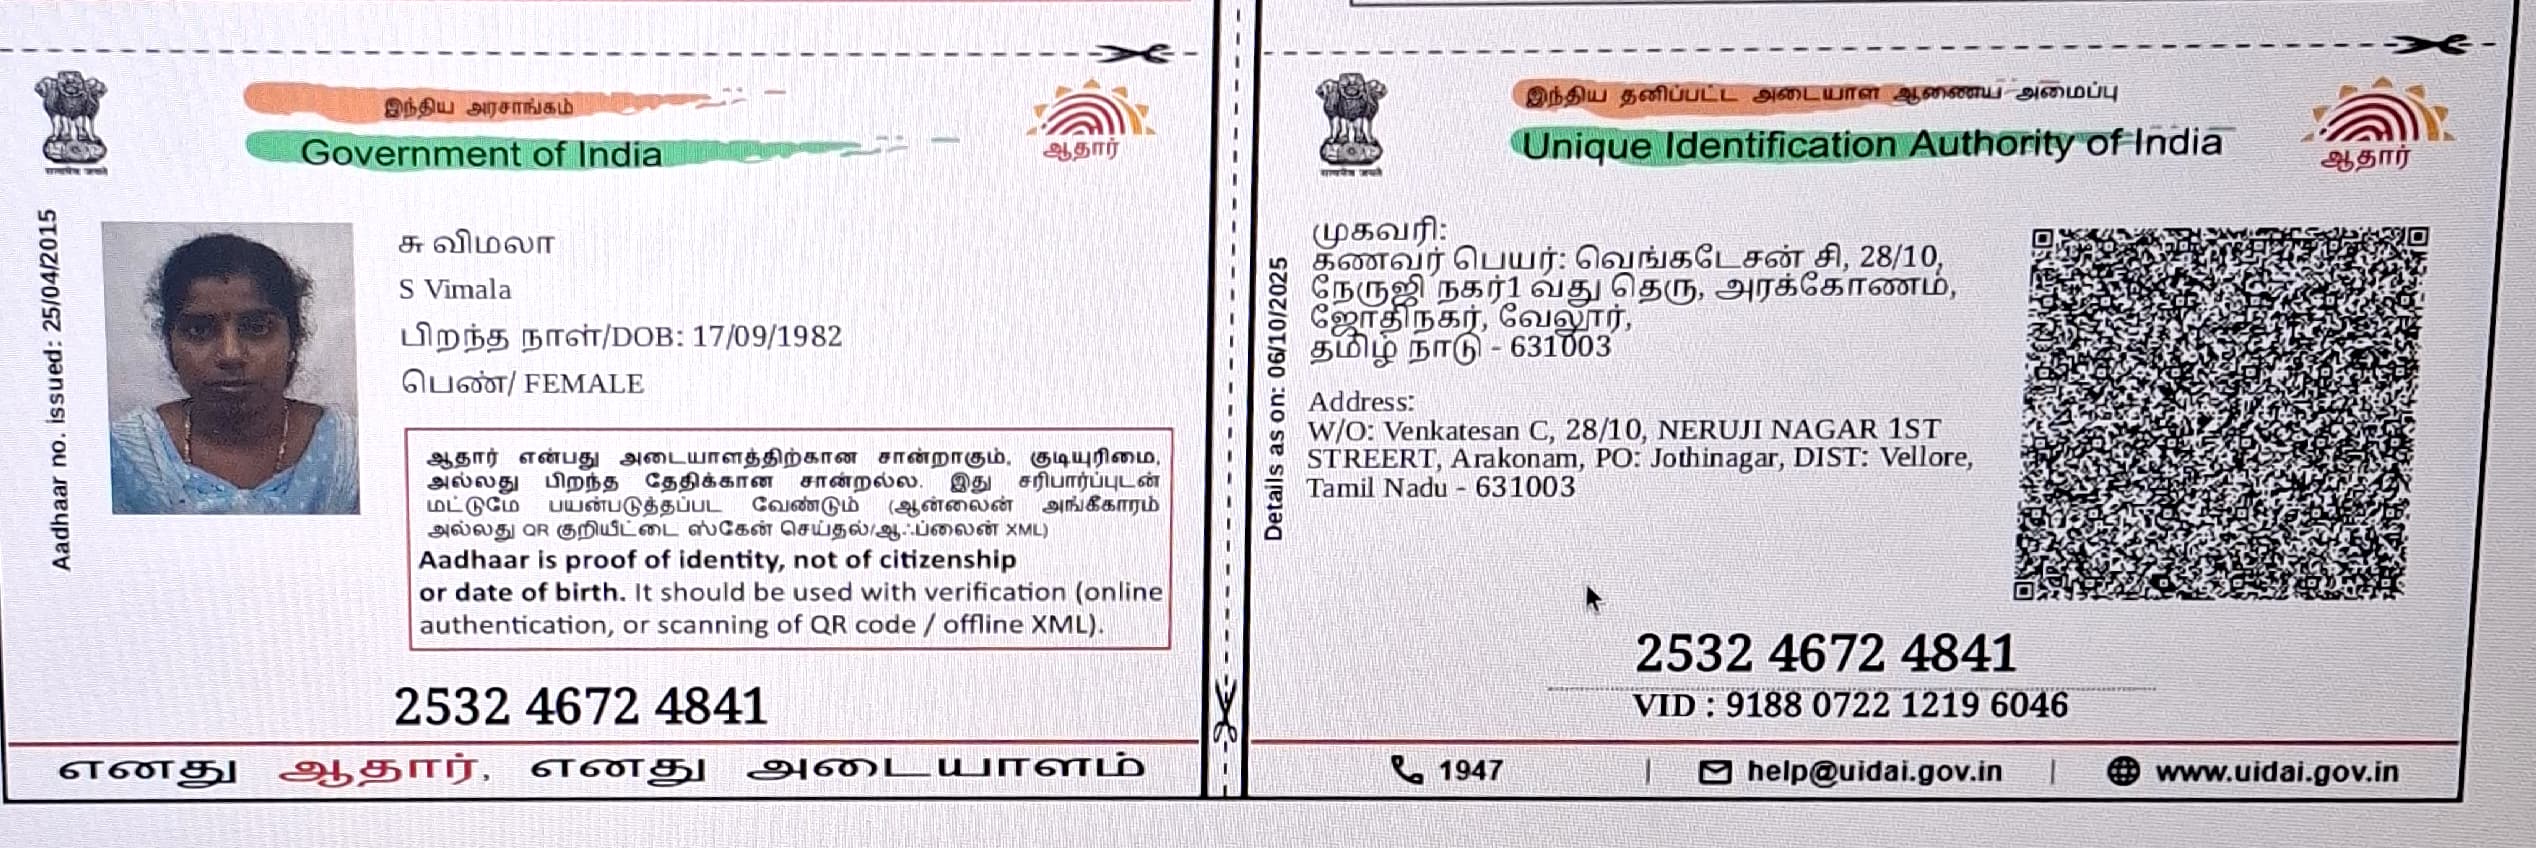 இந்திய அரசாங்கம்
Government of India
ஆதார்
Aadhaar no. issued: 25/04/2015
சு விமலா
S Vimala
பிறந்த நாள்/DOB: 17/09/1982
பெண்/ FEMALE
ஆதார் என்பது அடையாளத்திற்கான சான்றாகும், குடியுரிமை,
அல்லது பிறந்த தேதிக்கான சான்றல்ல. இது சரிபார்ப்புடன்
மட்டுமே பயன்படுத்தப்பட வேண்டும் (ஆன்லைன் அங்கீகாரம்
அல்லது QR குறியீட்டை ஸ்கேன் செய்தல்/ஆஃப்லைன் XML)
Aadhaar is proof of identity, not of citizenship
or date of birth. It should be used with verification (online
authentication, or scanning of QR code / offline XML).
2532 4672 4841
எனது ஆதார், எனது அடையாளம்
இந்திய தனிப்பட்ட அடையாள ஆணைய அமைப்பு
Unique Identification Authority of India
ஆதார்
Details as on: 06/10/2025
முகவரி:
கணவர் பெயர்: வெங்கடேசன் சி, 28/10,
நேருஜி நகர்1 வது தெரு, அரக்கோணம்,
ஜோதிநகர், வேலூர்,
தமிழ் நாடு - 631003
Address:
W/O: Venkatesan C, 28/10, NERUJI NAGAR 1ST
STREERT, Arakonam, PO: Jothinagar, DIST: Vellore,
Tamil Nadu - 631003
2532 4672 4841
VID : 9188 0722 1219 6046
1947 | help@uidai.gov.in | www.uidai.gov.in